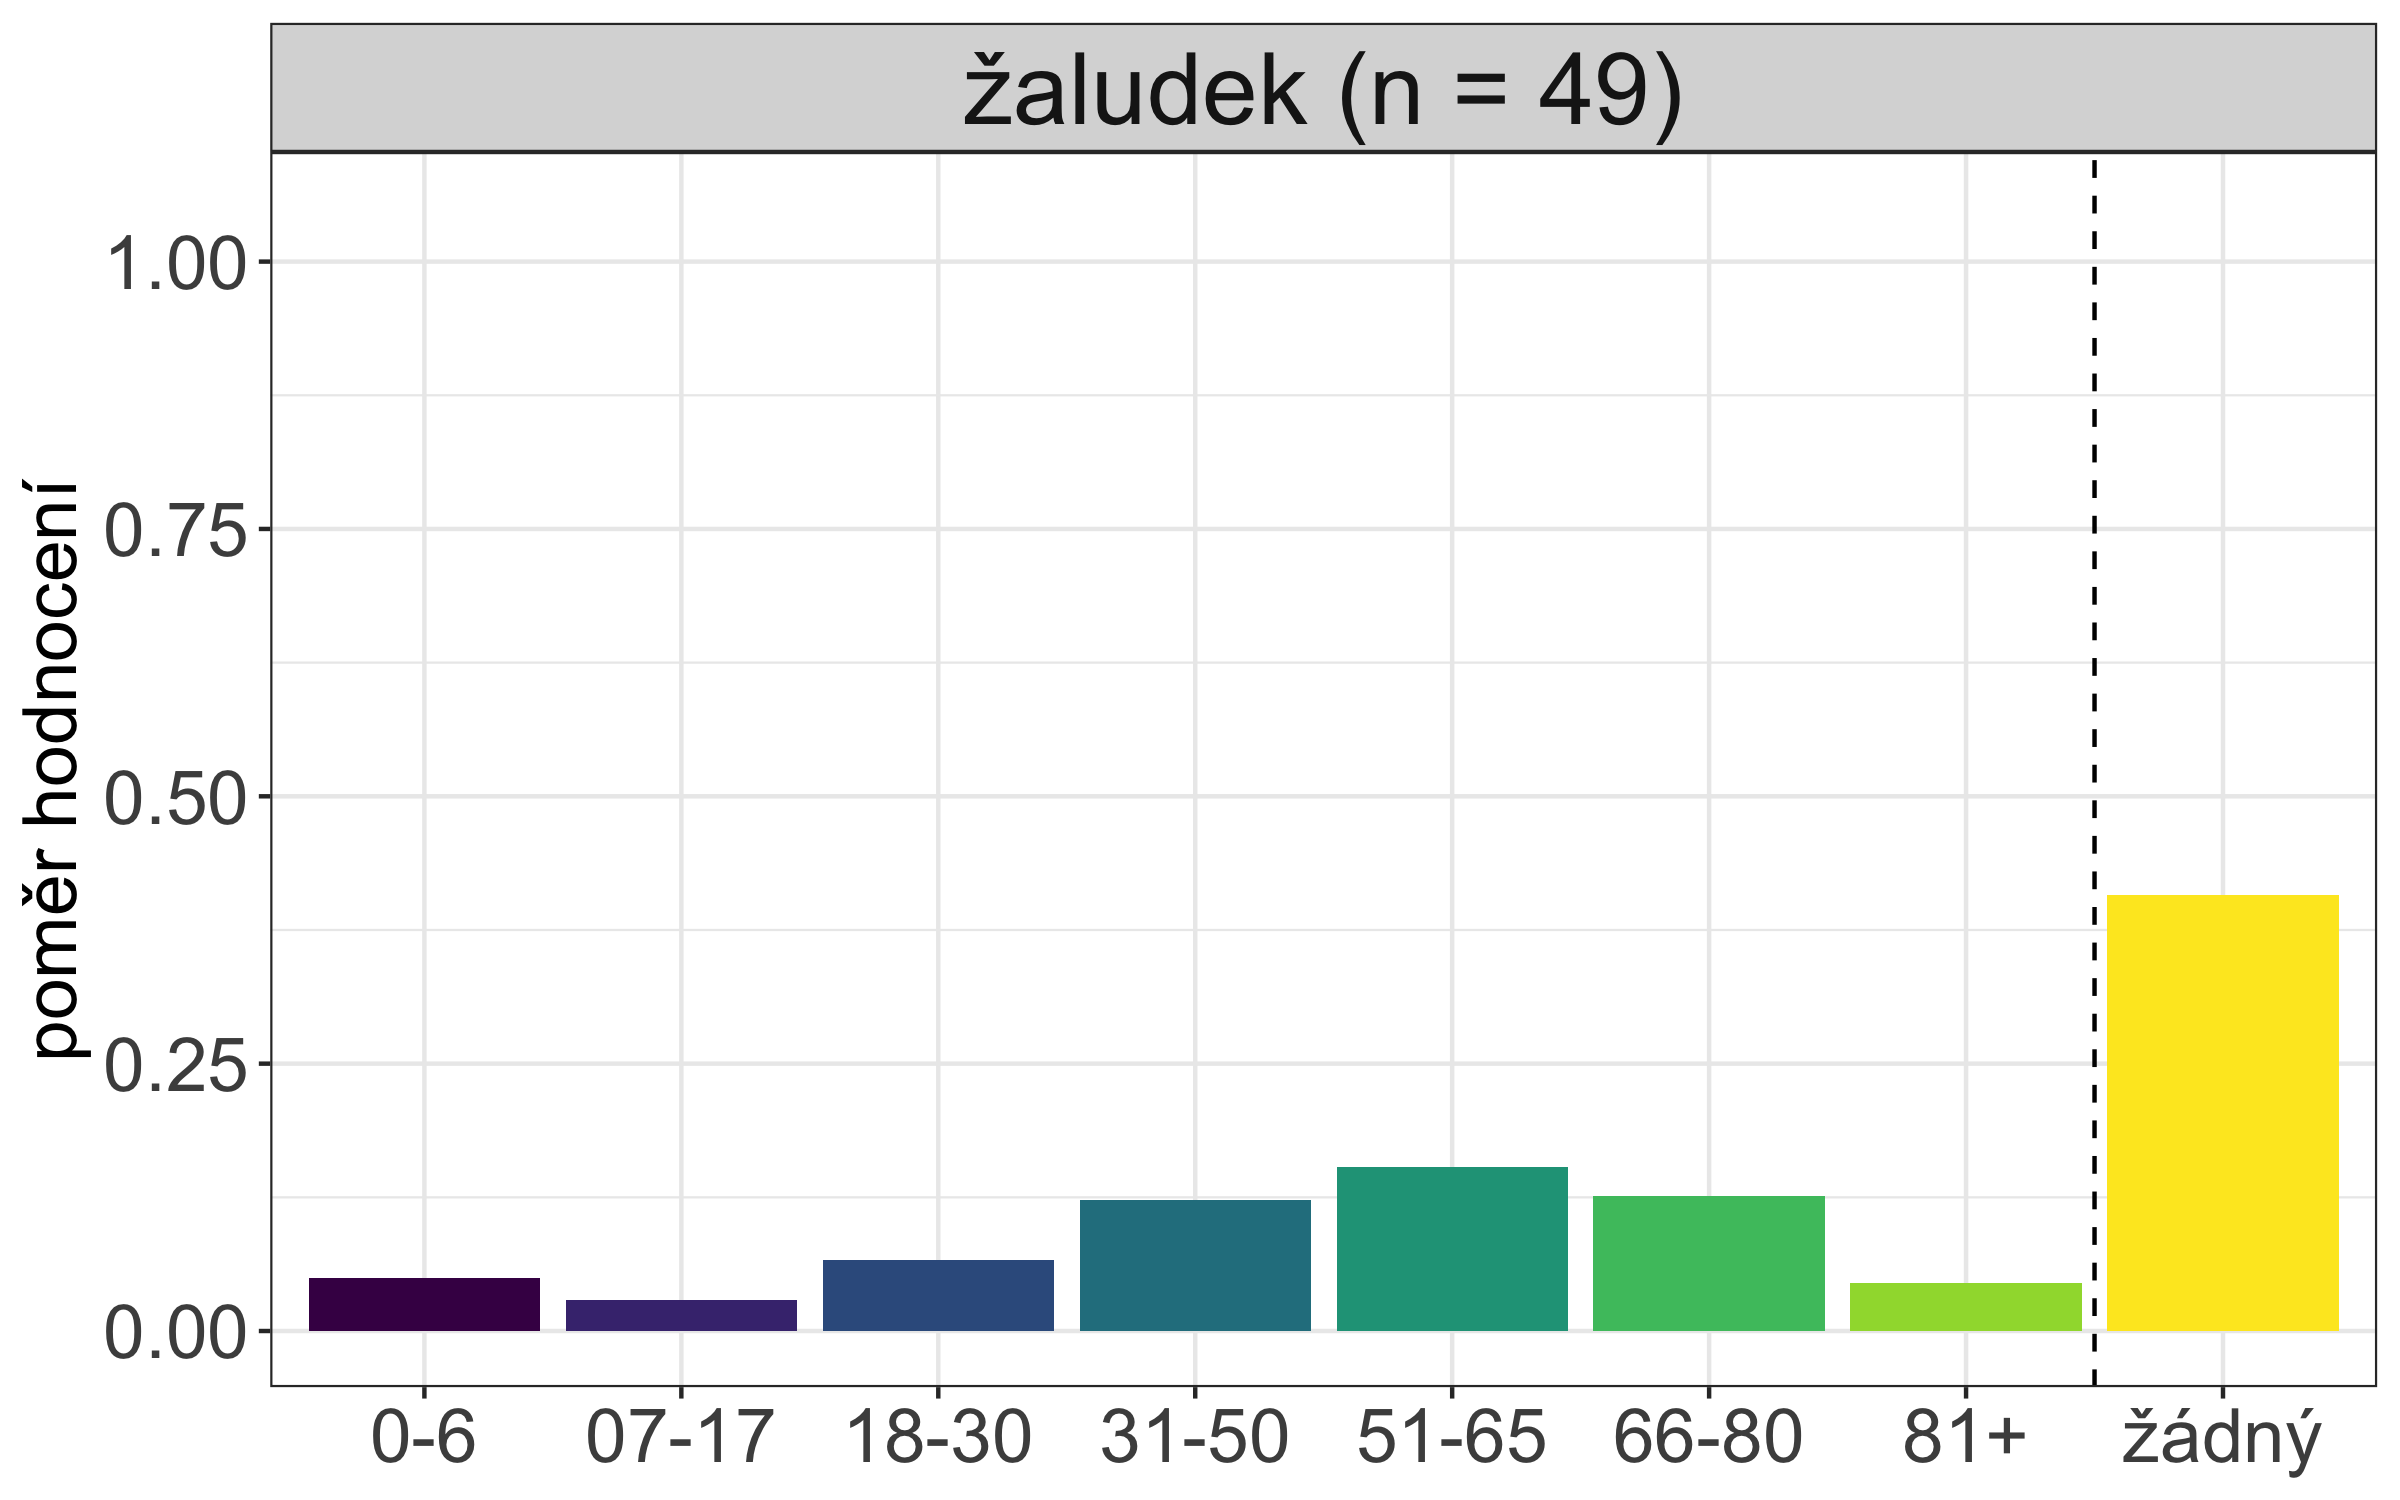 žaludek (n = 49)
poměr hodnocení
1.00
0.75
0.50
0.25
0.00
0-6 07-17 18-30 31-50 51-65 66-80 81+ žádný